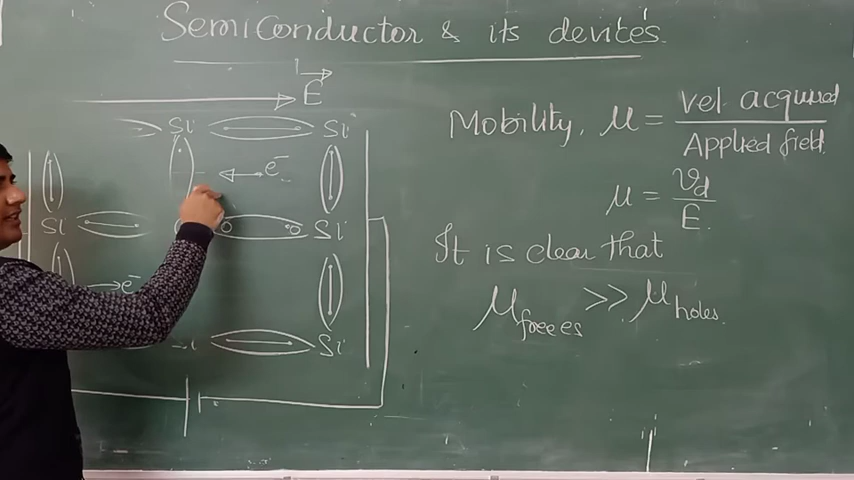 Semiconductor & its devices
E
Si Si
e-
Si Si
e-
Si
Mobility, μ = vel acquired / Applied field
μ = vd / E
It is clear that
μfree es >> μholes